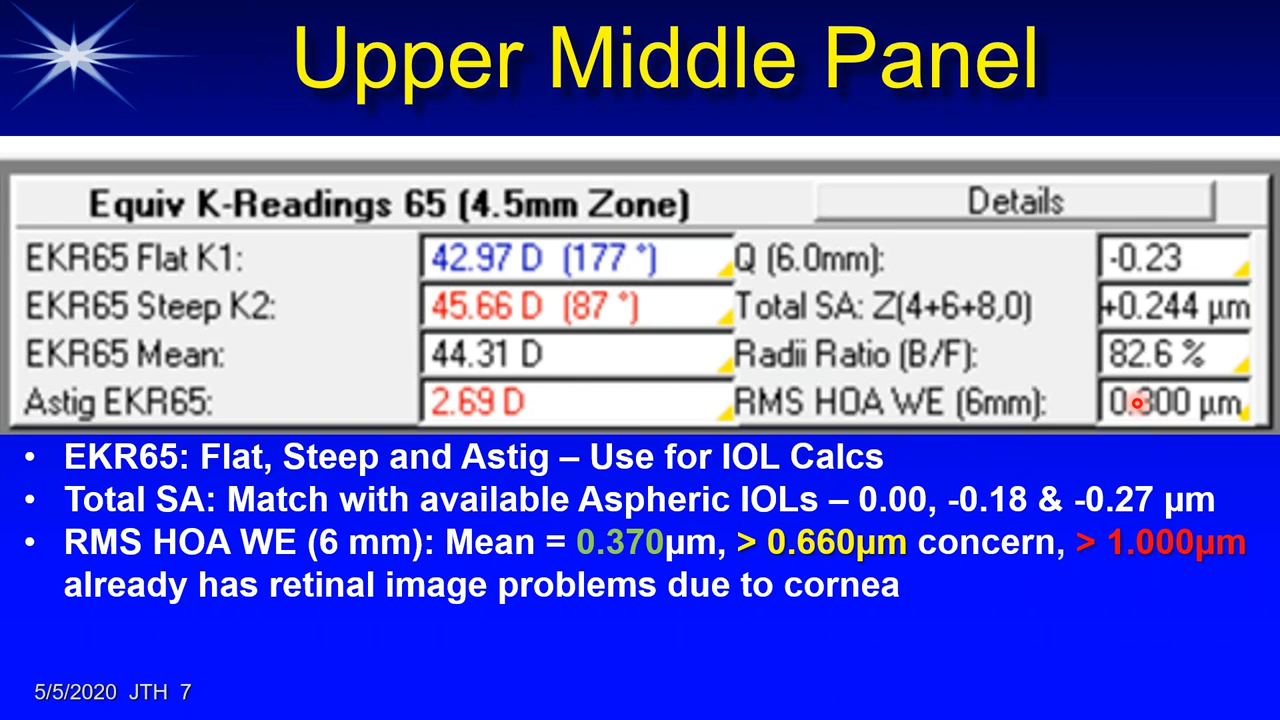 Upper Middle Panel
Equiv K-Readings 65 (4.5mm Zone) Details
EKR65 Flat K1: 42.97 D (177 °) Q (6.0mm): -0.23
EKR65 Steep K2: 45.66 D (87 °) Total SA: Z(4+6+8,0) +0.244 µm
EKR65 Mean: 44.31 D Radii Ratio (B/F): 82.6 %
Astig EKR65: 2.69 D RMS HOA WE (6mm): µm
• EKR65: Flat, Steep and Astig – Use for IOL Calcs
• Total SA: Match with available Aspheric IOLs – 0.00, -0.18 & -0.27 µm
• RMS HOA WE (6 mm): Mean = 0.370µm, > 0.660µm concern, > 1.000µm
already has retinal image problems due to cornea
5/5/2020 JTH 7